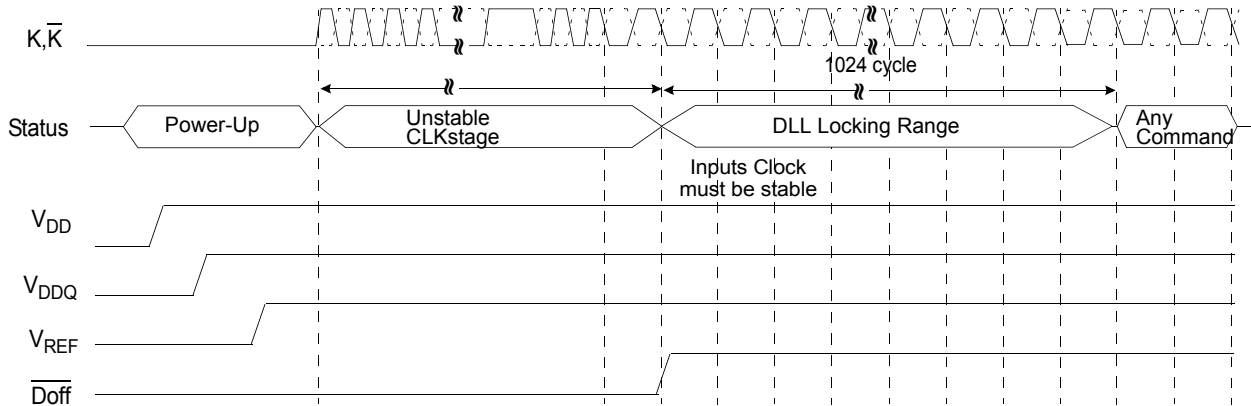 K,K̅
1024 cycle
Status
Power-Up
Unstable
CLKstage
DLL Locking Range
Any
Command
Inputs Clock
must be stable
VDD
VDDQ
VREF
D̅o̅f̅f̅